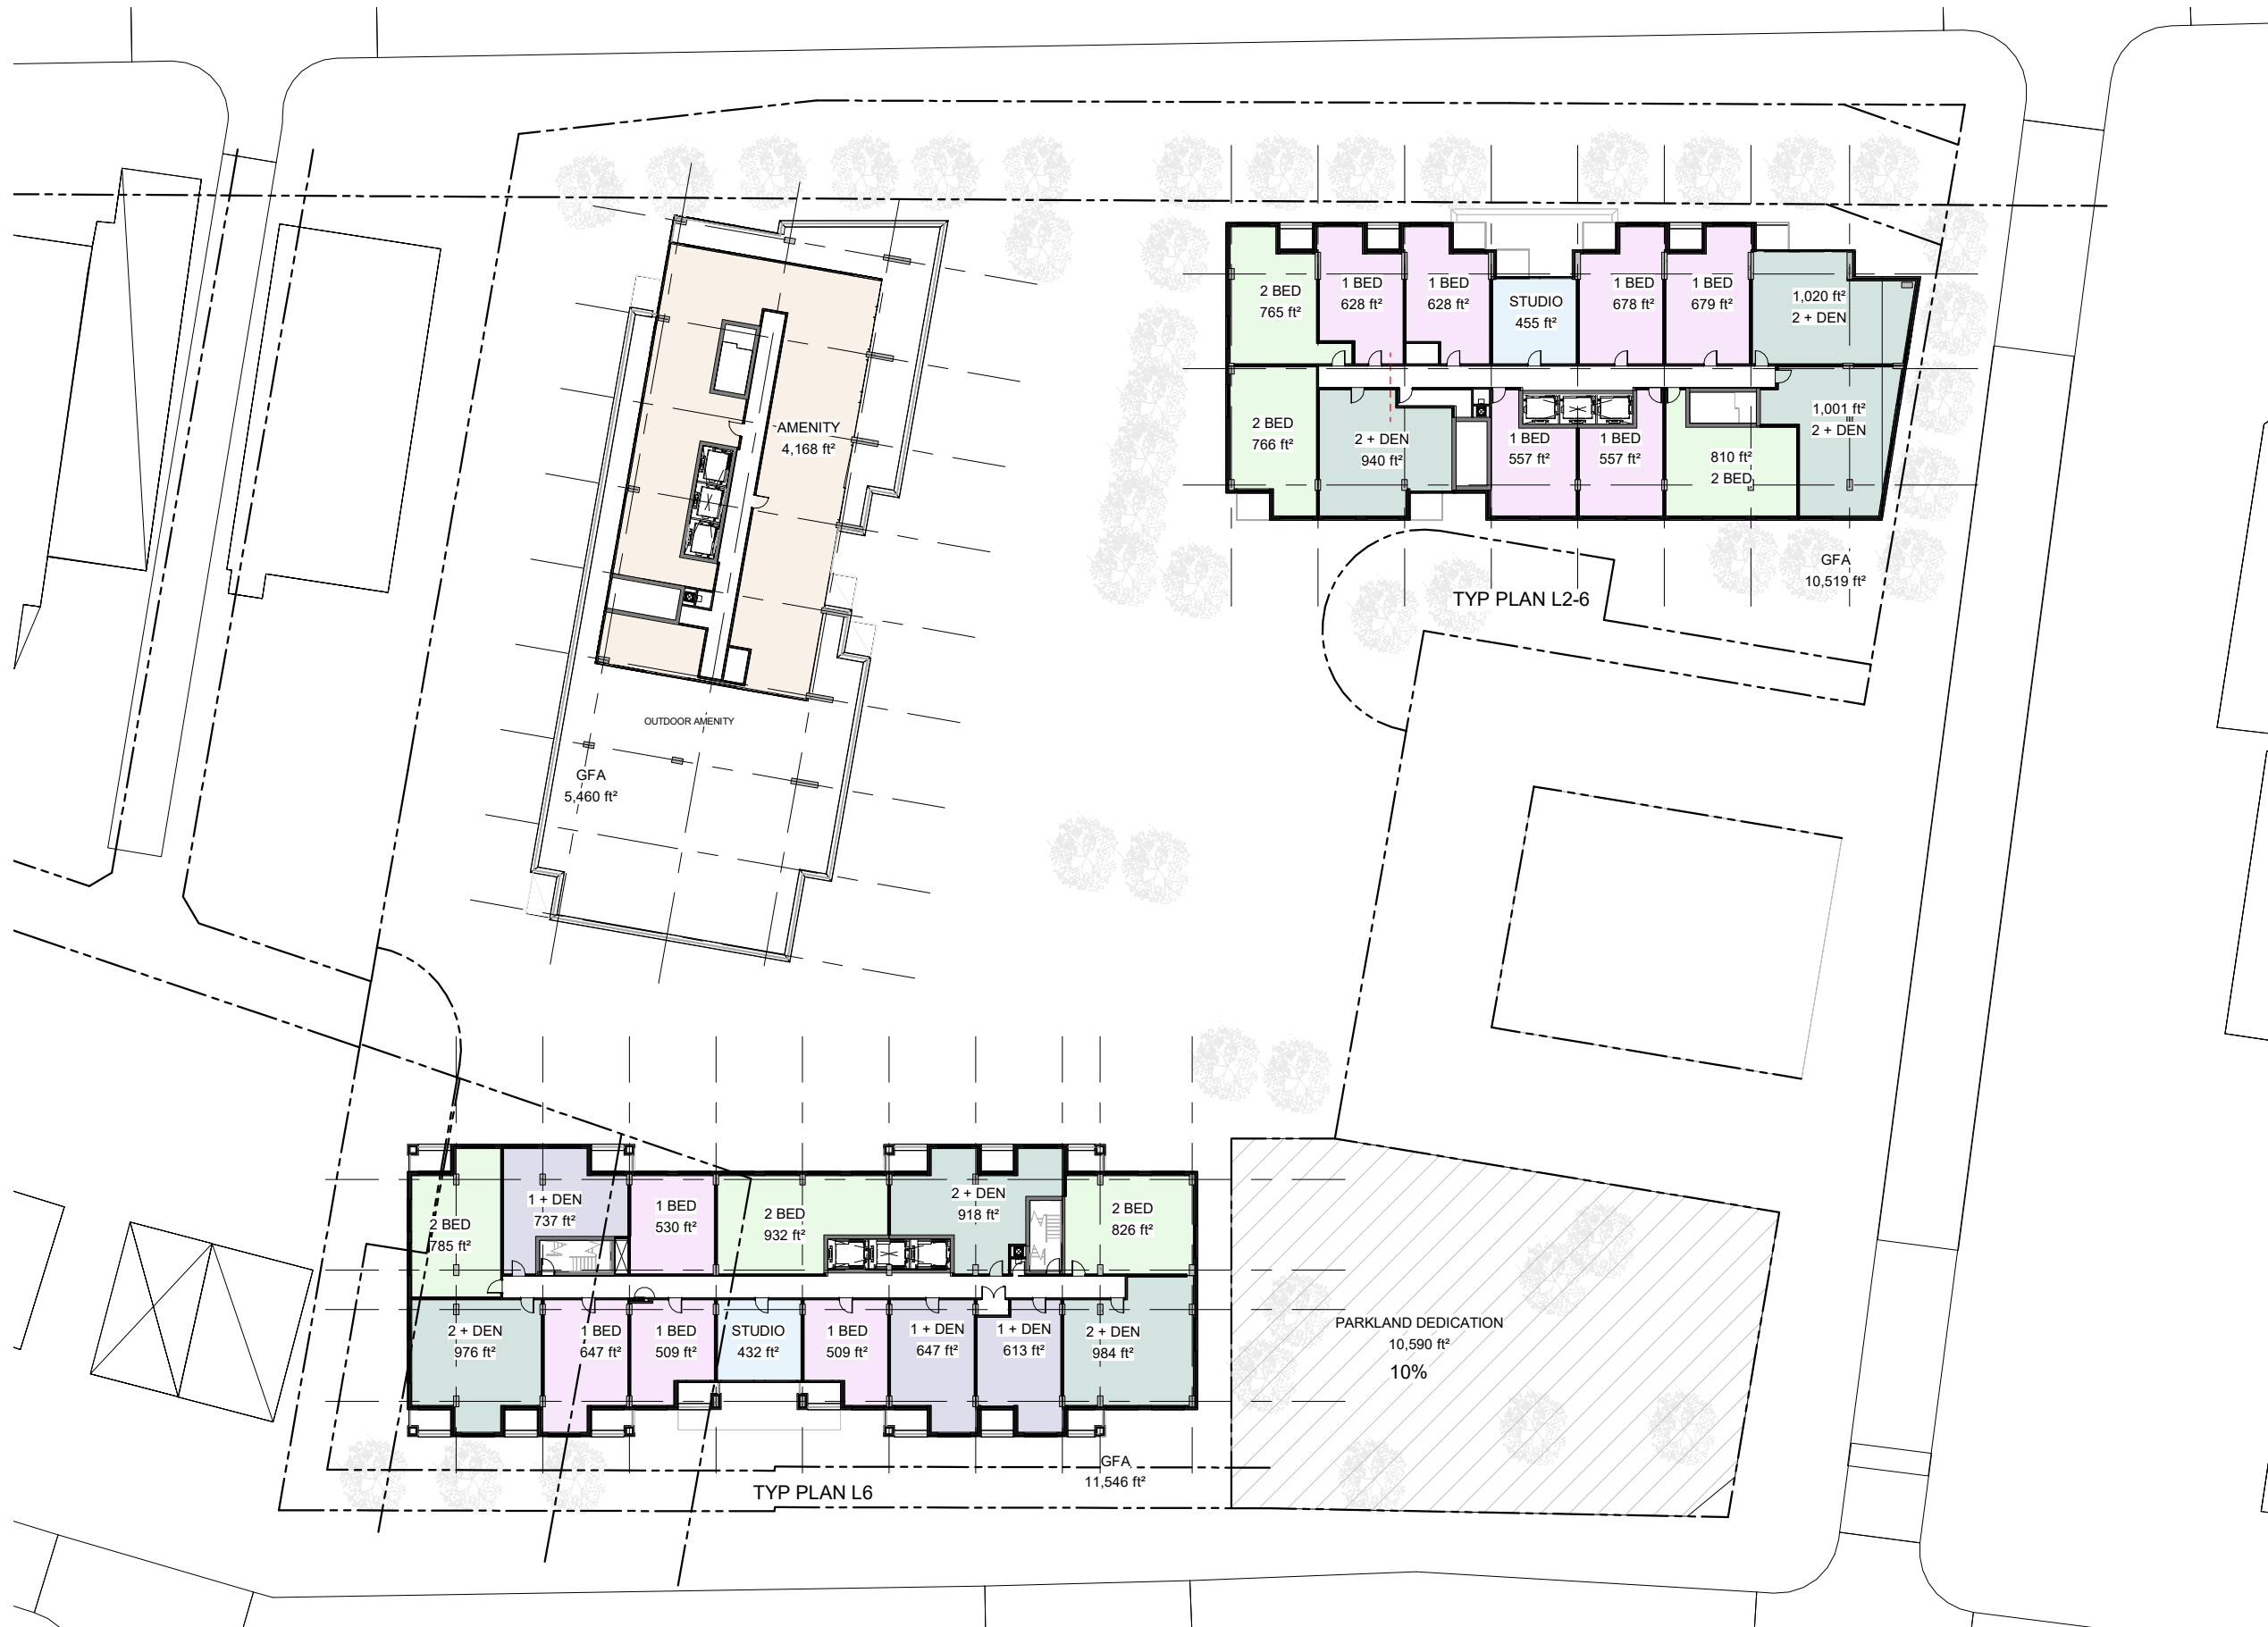 2 BED
765 ft²
1 BED
628 ft²
1 BED
628 ft²
STUDIO
455 ft²
1 BED
678 ft²
1 BED
679 ft²
1,020 ft²
2 + DEN
2 BED
766 ft²
2 + DEN
940 ft²
1 BED
557 ft²
1 BED
557 ft²
810 ft²
2 BED
1,001 ft²
2 + DEN
GFA
10,519 ft²
TYP PLAN L2-6
AMENITY
4,168 ft²
OUTDOOR AMENITY
GFA
5,460 ft²
2 BED
785 ft²
1 + DEN
737 ft²
1 BED
530 ft²
2 BED
932 ft²
2 + DEN
918 ft²
2 BED
826 ft²
2 + DEN
976 ft²
1 BED
647 ft²
1 BED
509 ft²
STUDIO
432 ft²
1 BED
509 ft²
1 + DEN
647 ft²
1 + DEN
613 ft²
2 + DEN
984 ft²
GFA
11,546 ft²
TYP PLAN L6
PARKLAND DEDICATION
10,590 ft²
10%